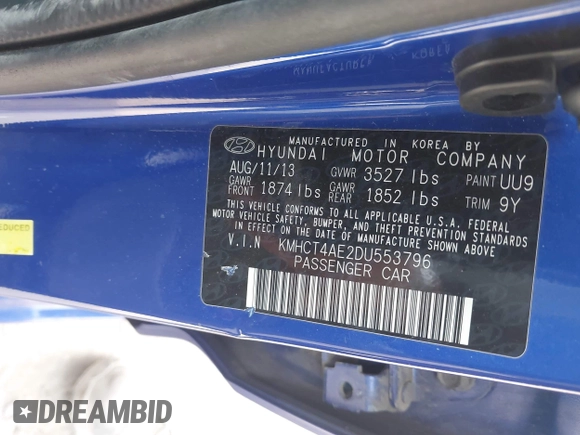 MANUFACTURED IN KOREA BY
HYUNDAI MOTOR COMPANY
AUG/11/13 GVWR 3527 lbs PAINT UU9
GAWR FRONT 1874 lbs GAWR REAR 1852 lbs TRIM 9Y
THIS VEHICLE CONFORMS TO ALL APPLICABLE U.S.A. FEDERAL
MOTOR VEHICLE SAFETY, BUMPER, AND THEFT PREVENTION
STANDARDS IN EFFECT ON THE DATE OF MANUFACTURE SHOWN ABOVE
V.I.N KMHCT4AE2DU553796
PASSENGER CAR
REDUCED
DREAMBID